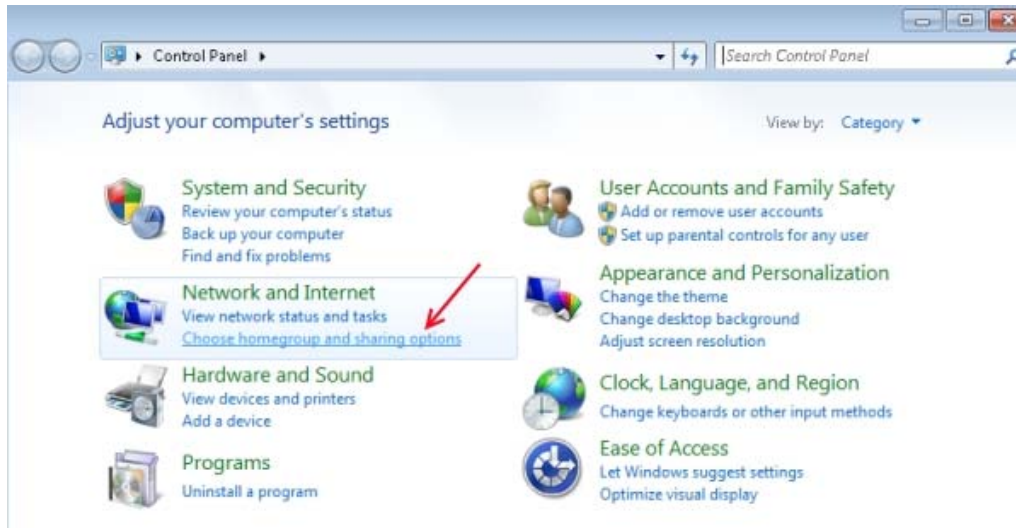 Control Panel
Search Control Panel
Adjust your computer's settings
View by: Category
System and Security
Review your computer's status
Back up your computer
Find and fix problems
Network and Internet
View network status and tasks
Choose homegroup and sharing options
Hardware and Sound
View devices and printers
Add a device
Programs
Uninstall a program
User Accounts and Family Safety
Add or remove user accounts
Set up parental controls for any user
Appearance and Personalization
Change the theme
Change desktop background
Adjust screen resolution
Clock, Language, and Region
Change keyboards or other input methods
Ease of Access
Let Windows suggest settings
Optimize visual display